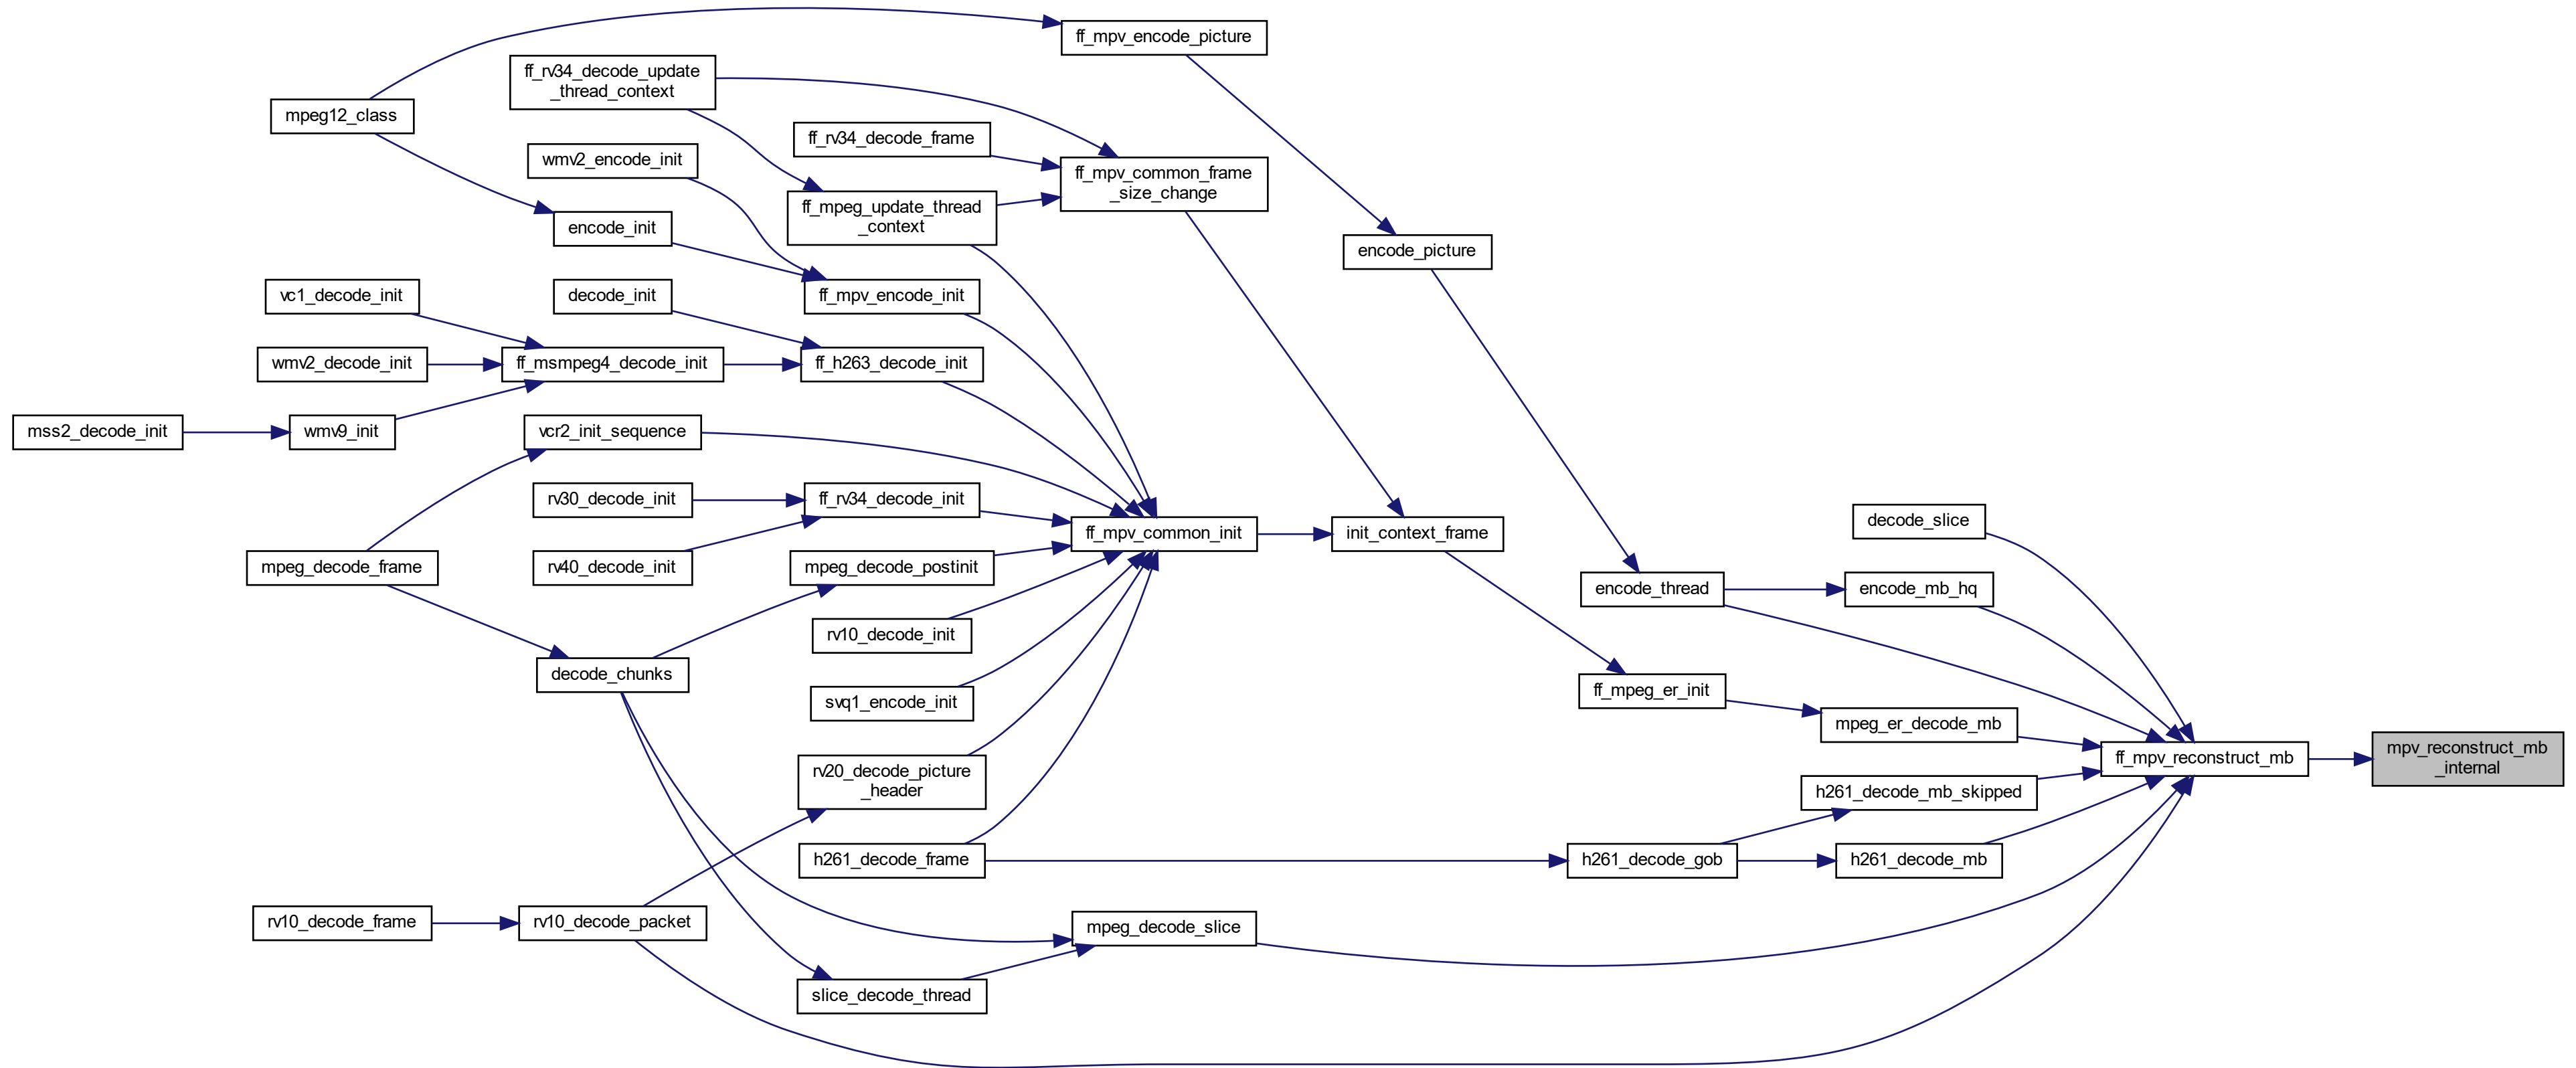 ff_mpv_encode_picture
ff_rv34_decode_update
_thread_context
mpeg12_class
ff_rv34_decode_frame
wmv2_encode_init
ff_mpv_common_frame
_size_change
ff_mpeg_update_thread
_context
encode_init
encode_picture
vc1_decode_init
decode_init
ff_mpv_encode_init
wmv2_decode_init
ff_msmpeg4_decode_init
ff_h263_decode_init
mss2_decode_init
wmv9_init
vcr2_init_sequence
rv30_decode_init
ff_rv34_decode_init
decode_slice
ff_mpv_common_init
init_context_frame
mpeg_decode_frame
rv40_decode_init
mpeg_decode_postinit
encode_thread
encode_mb_hq
rv10_decode_init
decode_chunks
ff_mpeg_er_init
svq1_encode_init
mpeg_er_decode_mb
ff_mpv_reconstruct_mb
mpv_reconstruct_mb
_internal
rv20_decode_picture
_header
h261_decode_mb_skipped
h261_decode_frame
h261_decode_gob
h261_decode_mb
rv10_decode_frame
rv10_decode_packet
mpeg_decode_slice
slice_decode_thread